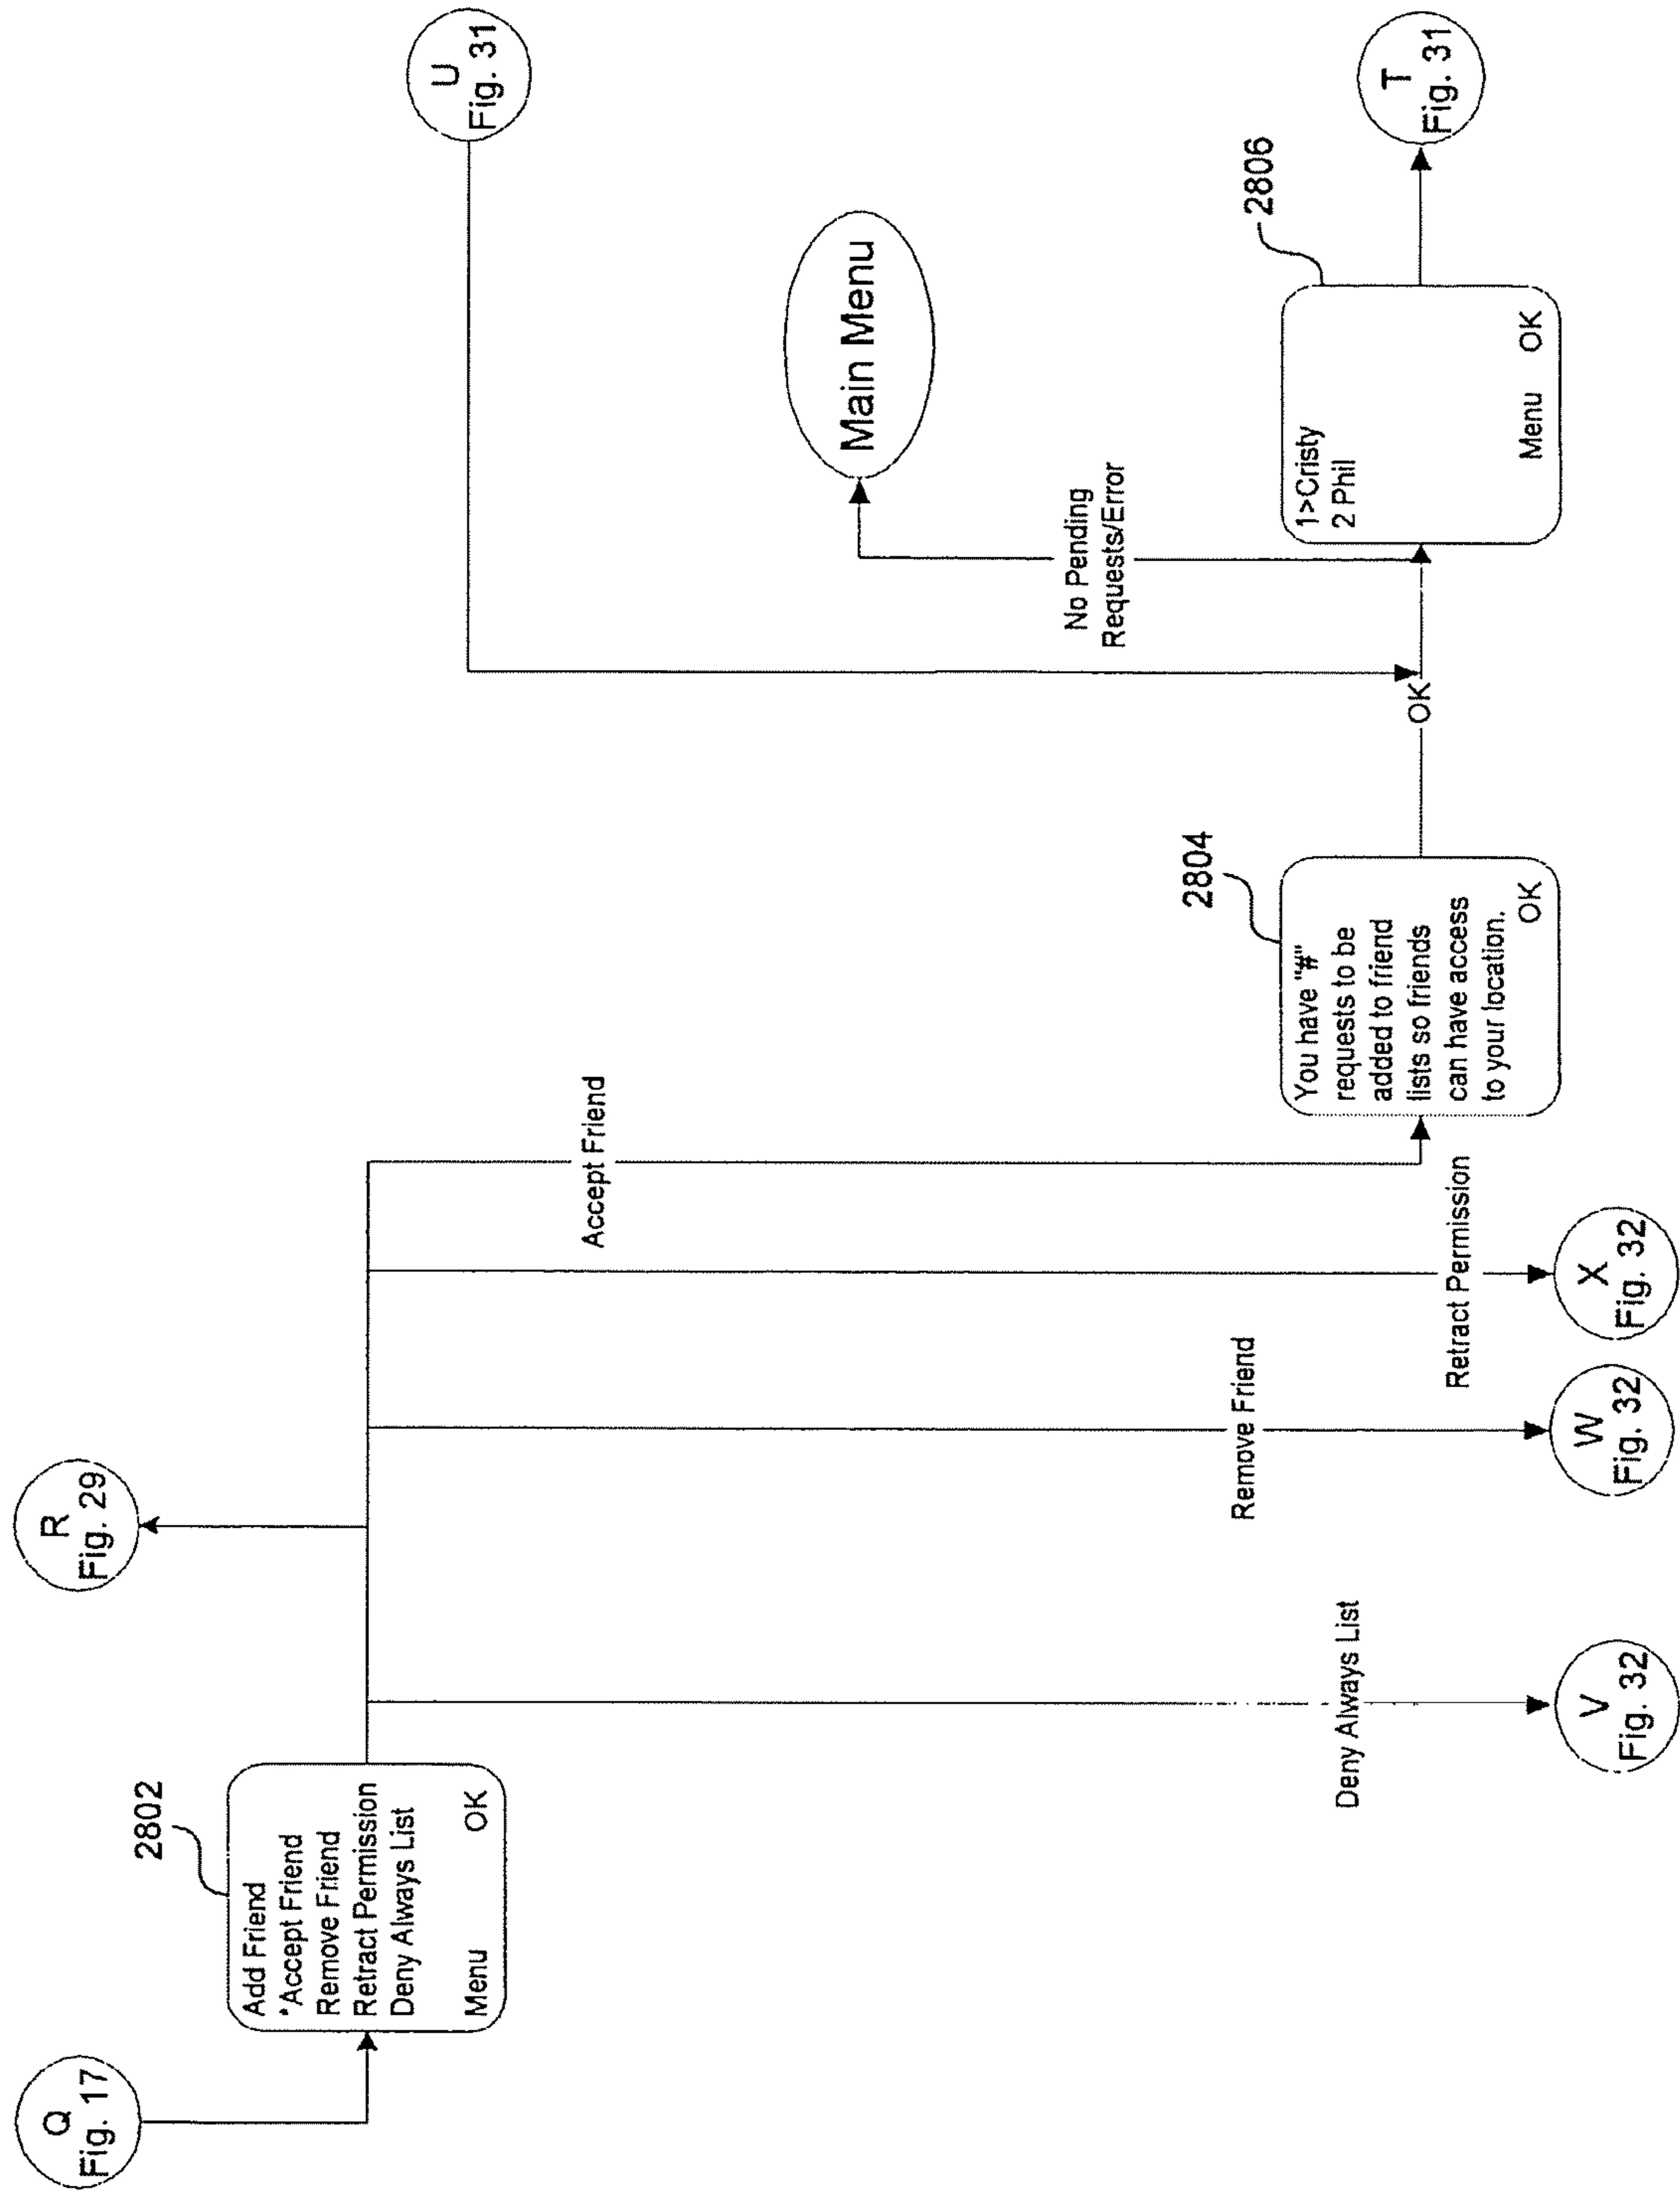 Q
Fig. 17
2802
Add Friend
*Accept Friend
Remove Friend
Retract Permission
Deny Always List
Menu OK
R
Fig. 29
Deny Always List
V
Fig. 32
Remove Friend
W
Fig. 32
Retract Permission
X
Fig. 32
Accept Friend
2804
You have "#"
requests to be
added to friend
lists so friends
can have access
to your location.
OK
OK
U
Fig. 31
No Pending
Requests/Error
Main Menu
2806
1>Cristy
2 Phil
Menu OK
T
Fig. 31